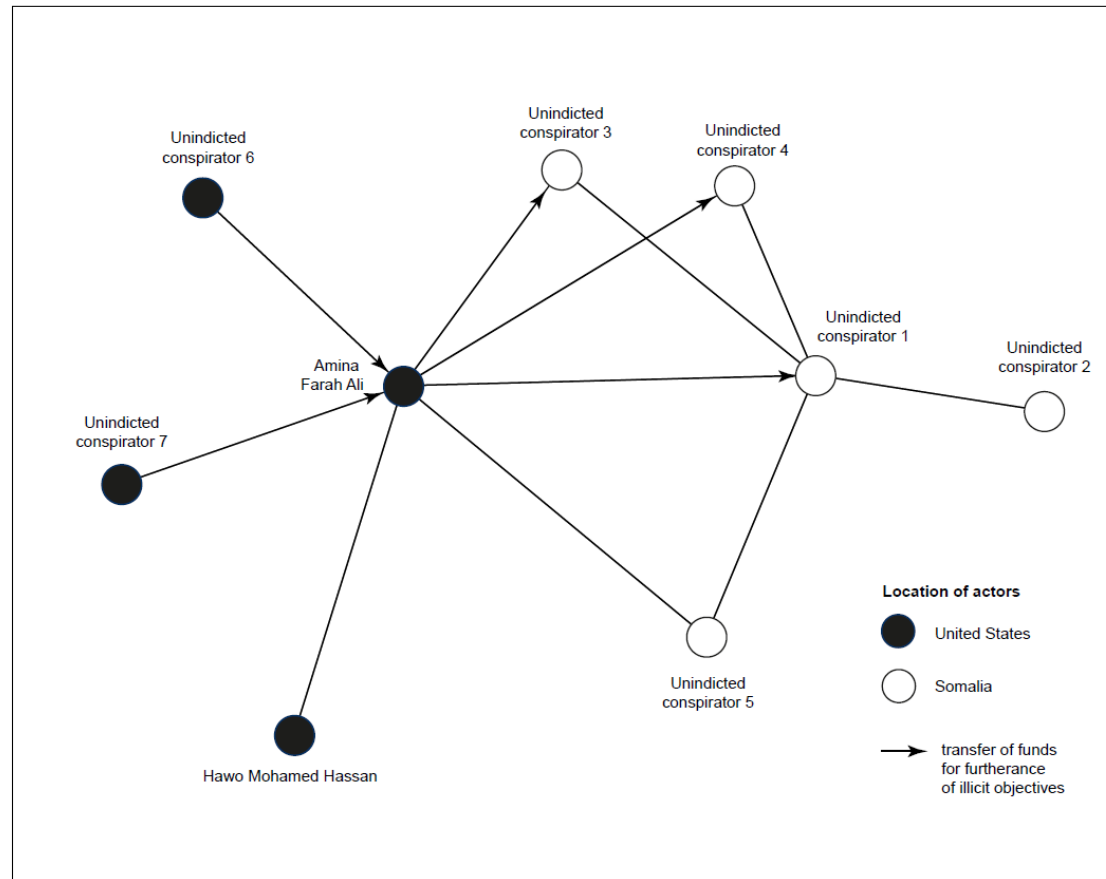 Unindicted
conspirator 3
Unindicted
conspirator 4
Unindicted
conspirator 6
Unindicted
conspirator 1
Unindicted
conspirator 2
Amina
Farah Ali
Unindicted
conspirator 7
Unindicted
conspirator 5
Hawo Mohamed Hassan
Location of actors
United States
Somalia
transfer of funds
for furtherance
of illicit objectives